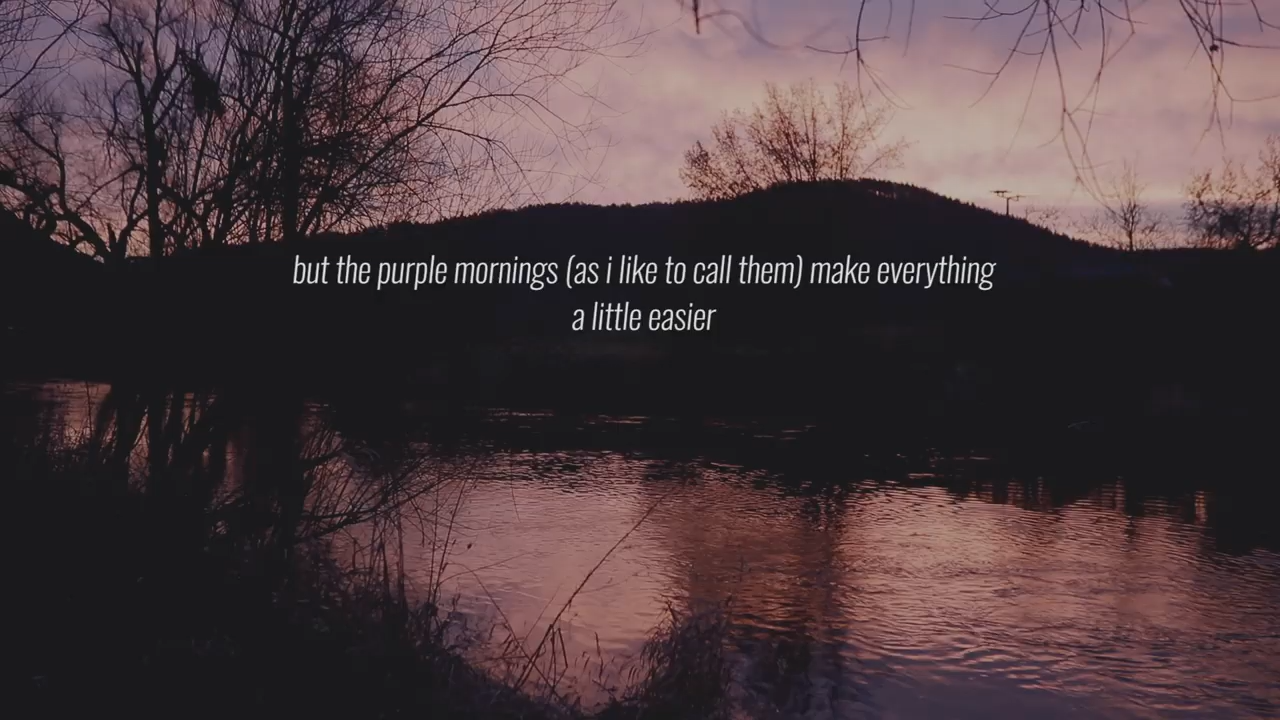 but the purple mornings (as i like to call them) make everything
a little easier